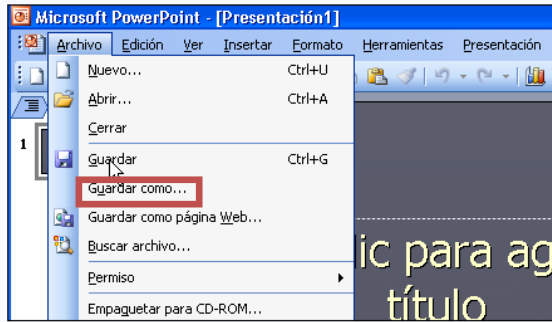 Microsoft PowerPoint - [Presentación1]
Archivo Edición Ver Insertar Formato Herramientas Presentación
Nuevo... Ctrl+U
Abrir... Ctrl+A
Cerrar
1
Guardar Ctrl+G
Guardar como...
Guardar como página Web...
Buscar archivo...
Permiso
Empaquetar para CD-ROM...
ic para ag
título